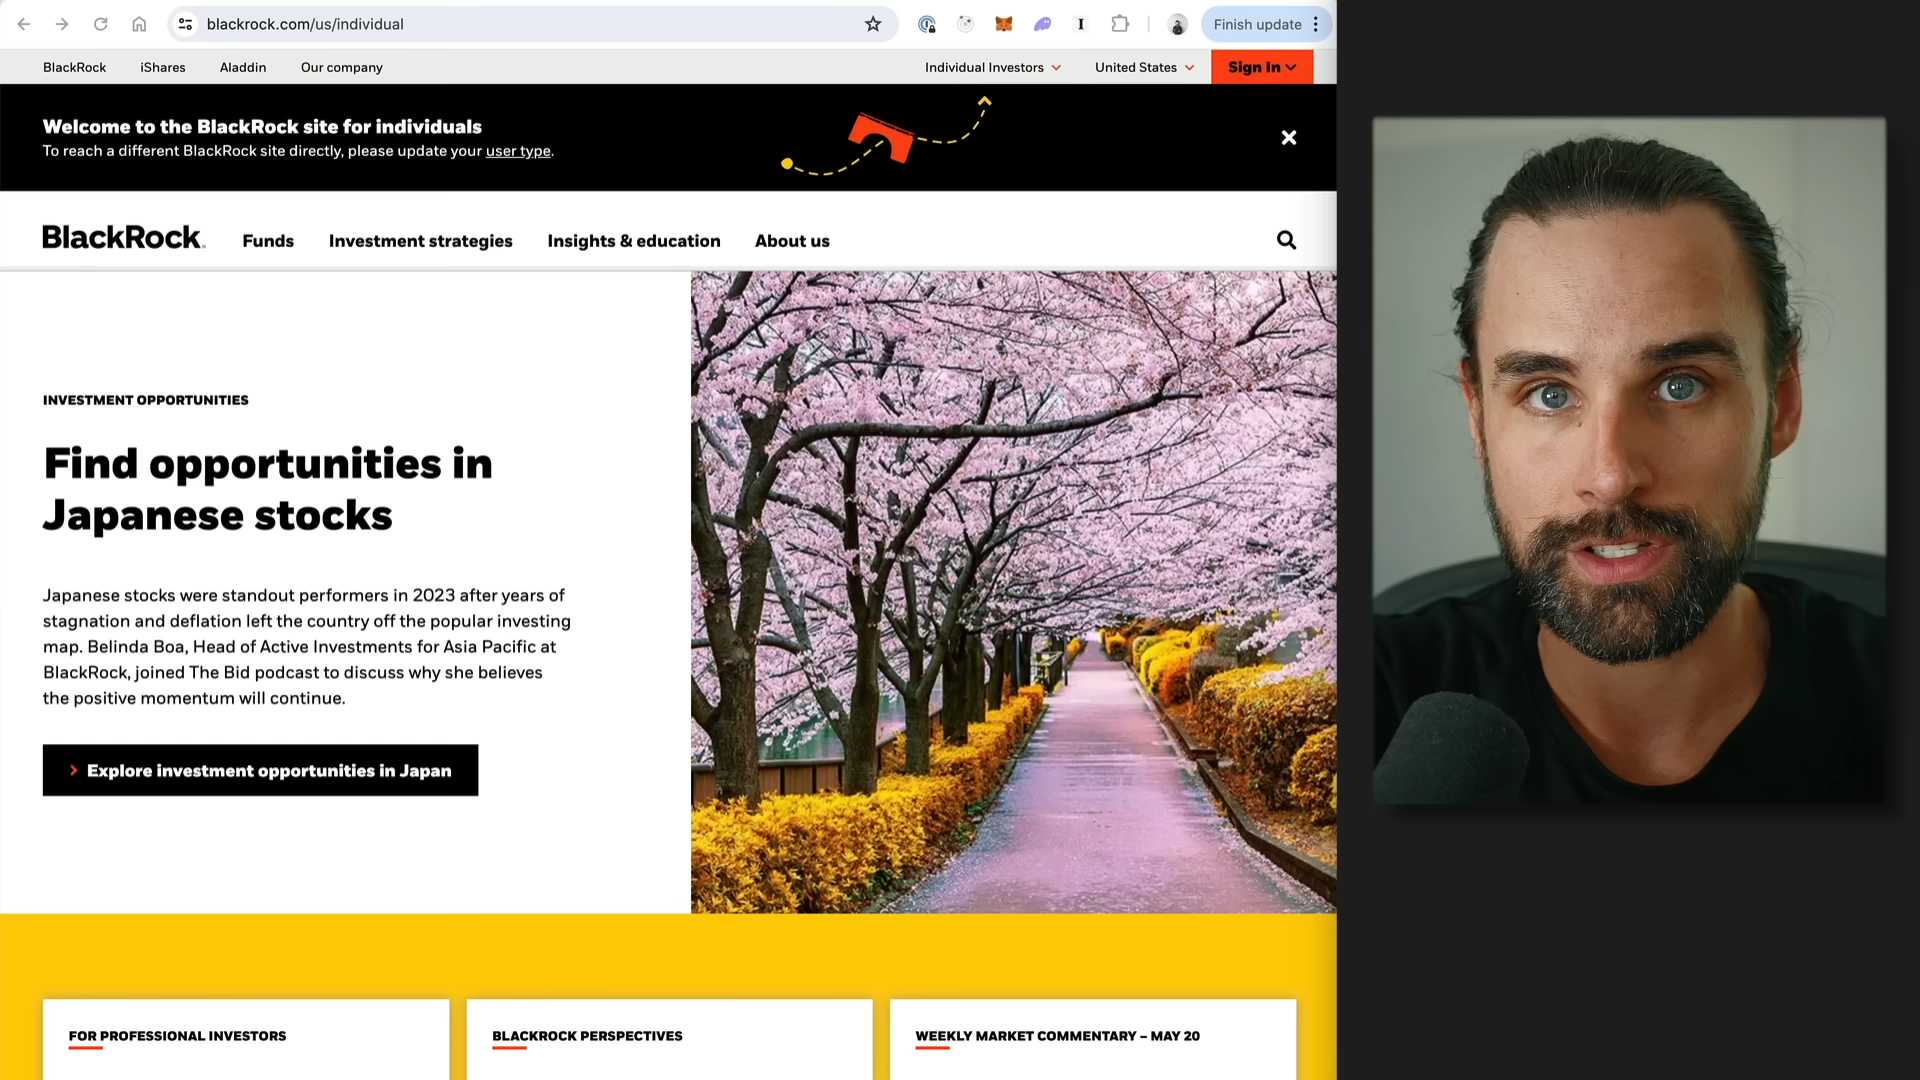 blackrock.com/us/individual
Finish update
BlackRock
iShares
Aladdin
Our company
Individual Investors
United States
Sign In
Welcome to the BlackRock site for individuals
To reach a different BlackRock site directly, please update your user type.
BlackRock.
Funds
Investment strategies
Insights & education
About us
INVESTMENT OPPORTUNITIES
Find opportunities in
Japanese stocks
Japanese stocks were standout performers in 2023 after years of
stagnation and deflation left the country off the popular investing
map. Belinda Boa, Head of Active Investments for Asia Pacific at
BlackRock, joined The Bid podcast to discuss why she believes
the positive momentum will continue.
Explore investment opportunities in Japan
FOR PROFESSIONAL INVESTORS
BLACKROCK PERSPECTIVES
WEEKLY MARKET COMMENTARY – MAY 20